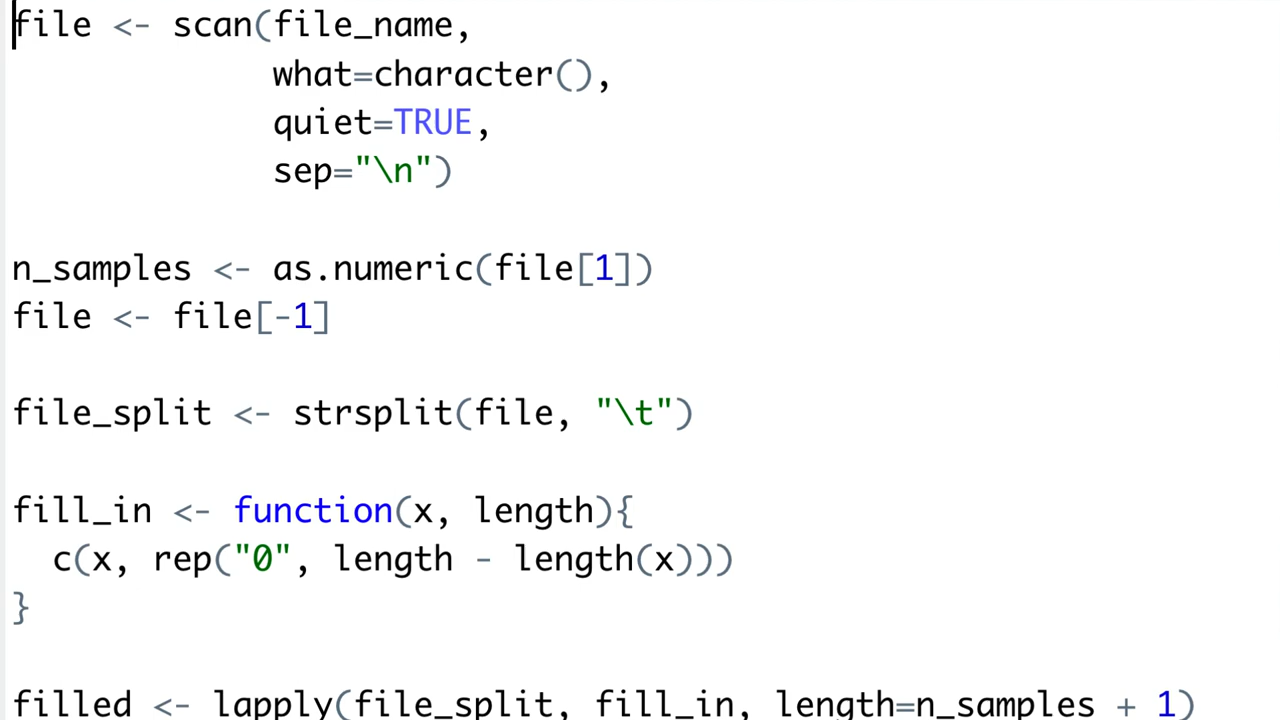 file <- scan(file_name,
             what=character(),
             quiet=TRUE,
             sep="\n")
n_samples <- as.numeric(file[1])
file <- file[-1]
file_split <- strsplit(file, "\t")
fill_in <- function(x, length){
  c(x, rep("0", length - length(x)))
}
filled <- lapply(file_split, fill_in, length=n_samples + 1)